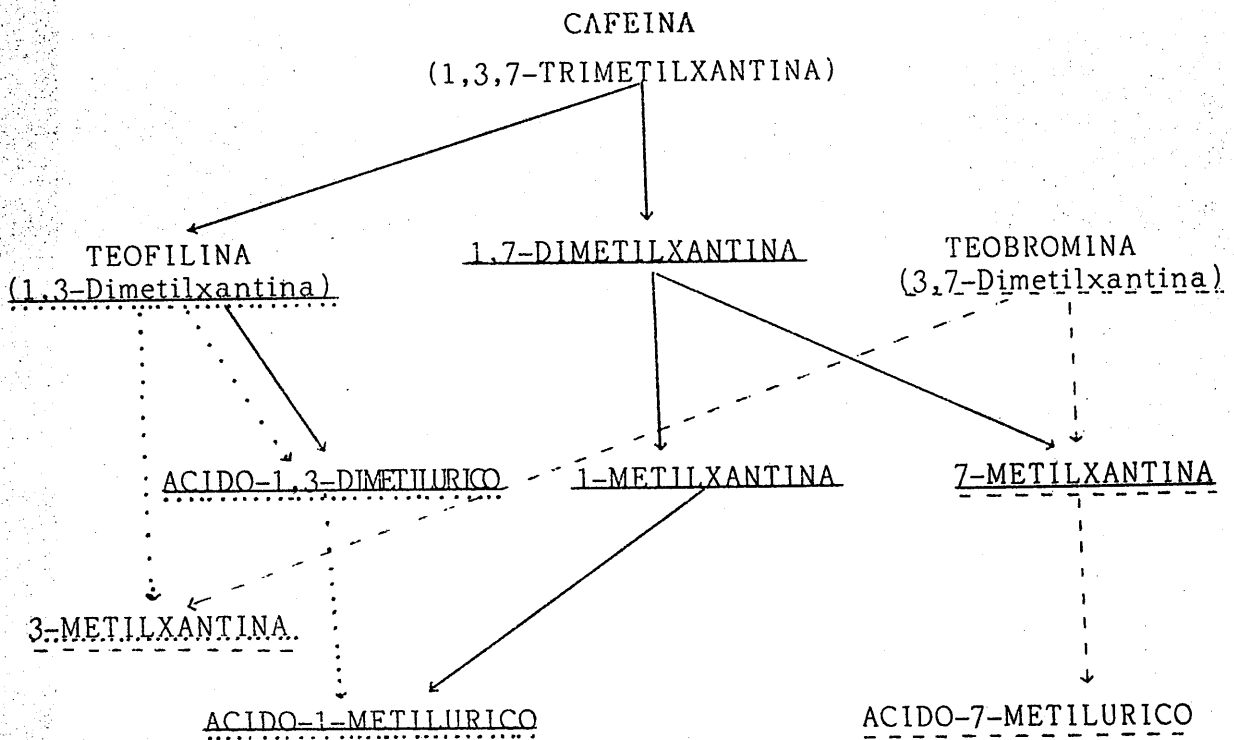 CAFEINA
(1,3,7-TRIMETILXANTINA)
TEOFILINA
(1,3-Dimetilxantina)
1,7-DIMETILXANTINA
TEOBROMINA
(3,7-Dimetilxantina)
ACIDO-1,3-DIMETILURICO
1-METILXANTINA
7-METILXANTINA
3-METILXANTINA
ACIDO-1-METILURICO
ACIDO-7-METILURICO